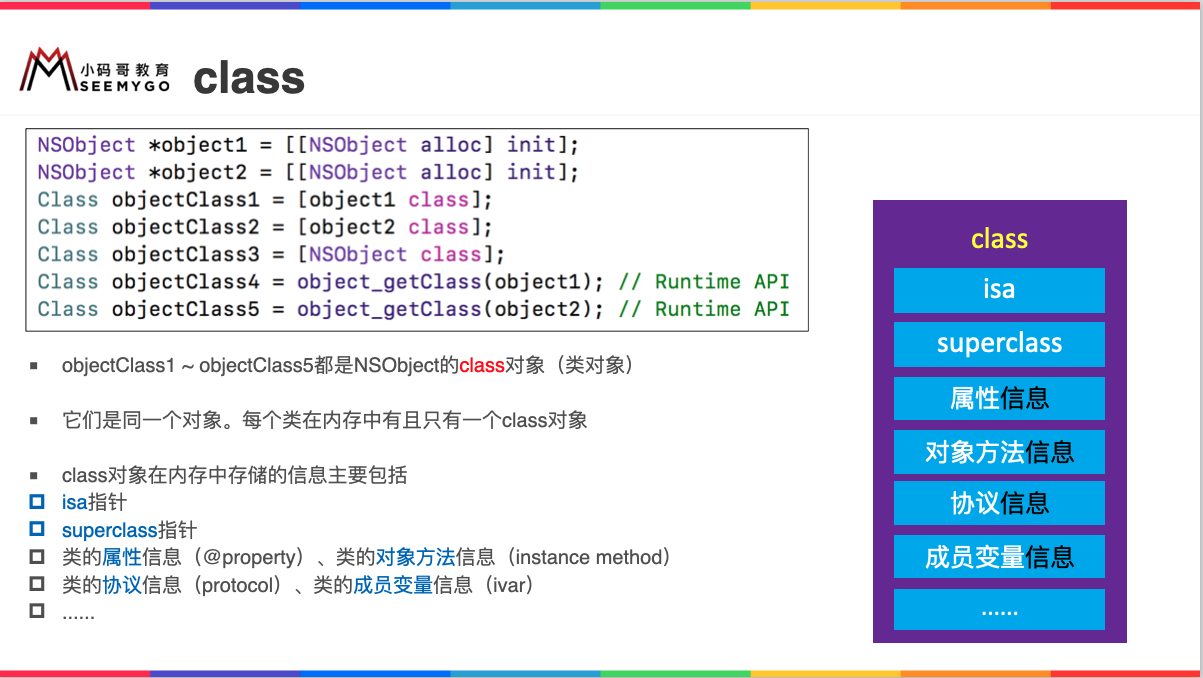 小码哥教育
SEEMYGO
class
NSObject *object1 = [[NSObject alloc] init];
NSObject *object2 = [[NSObject alloc] init];
Class objectClass1 = [object1 class];
Class objectClass2 = [object2 class];
Class objectClass3 = [NSObject class];
Class objectClass4 = object_getClass(object1); // Runtime API
Class objectClass5 = object_getClass(object2); // Runtime API
objectClass1 ~ objectClass5都是NSObject的class对象（类对象）
它们是同一个对象。每个类在内存中有且只有一个class对象
class对象在内存中存储的信息主要包括
isa指针
superclass指针
类的属性信息（@property）、类的对象方法信息（instance method）
类的协议信息（protocol）、类的成员变量信息（ivar）
......
class
isa
superclass
属性信息
对象方法信息
协议信息
成员变量信息
......